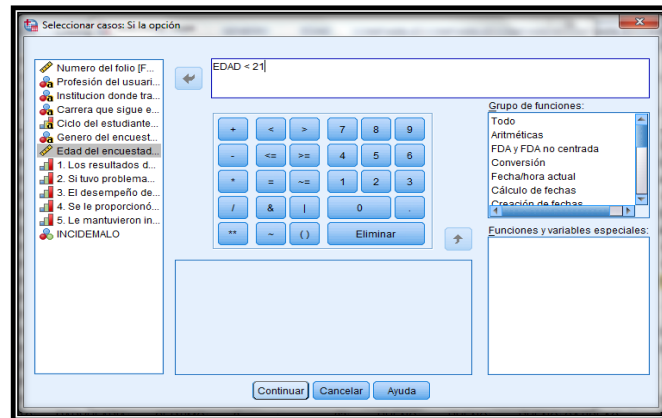 Seleccionar casos: Si la opción
Numero del folio [F...
Profesión del usuari...
Institucion donde tra...
Carrera que sigue e...
Ciclo del estudiante...
Genero del encuest...
Edad del encuestad...
1. Los resultados d...
2. Si tuvo problema...
3. El desempeño de...
4. Se le proporcionó...
5. Le mantuvieron in...
INCIDEMALO
EDAD < 21
+ < > 7 8 9
- <= >= 4 5 6
* = ~= 1 2 3
/ & | 0 .
** ~ ( ) Eliminar
Grupo de funciones:
Todo
Aritméticas
FDA y FDA no centrada
Conversión
Fecha/hora actual
Cálculo de fechas
Creación de fechas
Funciones y variables especiales:
Continuar Cancelar Ayuda